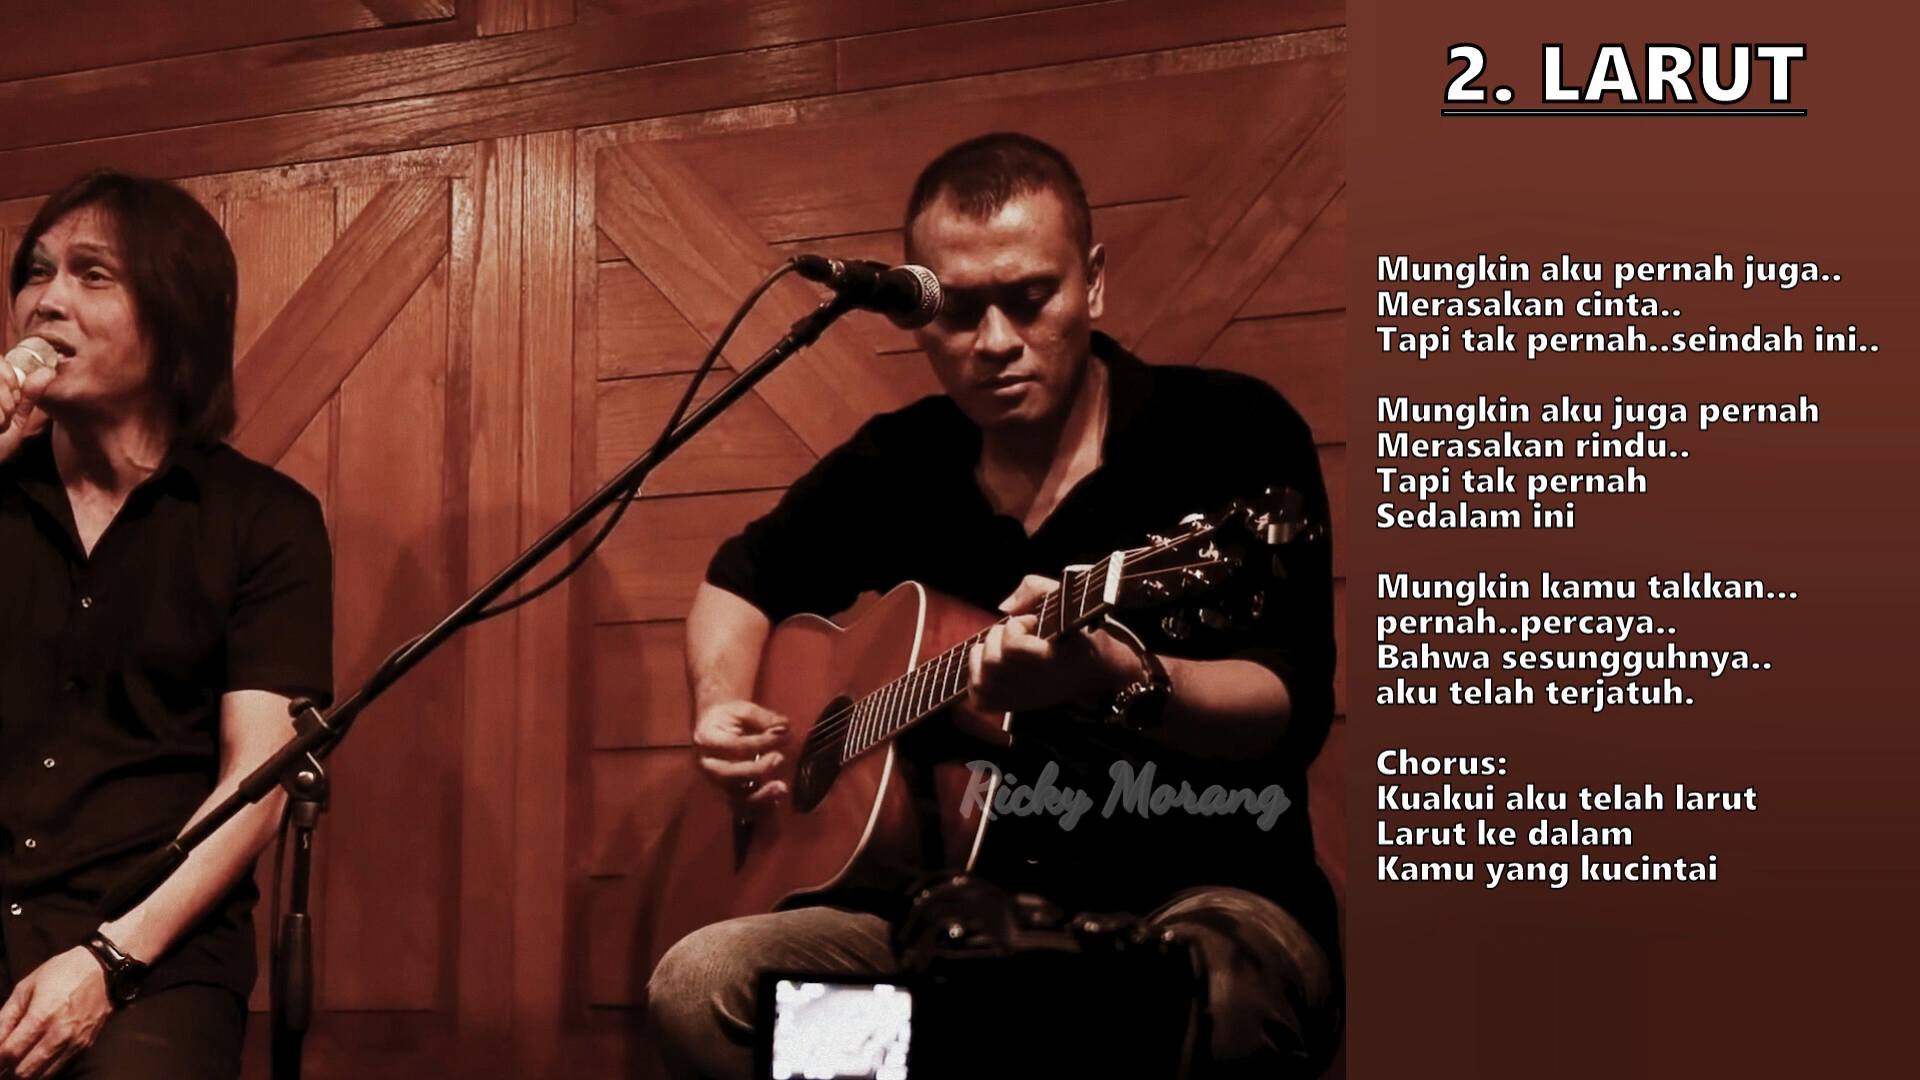 2. LARUT
Mungkin aku pernah juga..
Merasakan cinta..
Tapi tak pernah..seindah ini..
Mungkin aku juga pernah
Merasakan rindu..
Tapi tak pernah
Sedalam ini
Mungkin kamu takkan...
pernah..percaya..
Bahwa sesungguhnya..
aku telah terjatuh.
Chorus:
Kuakui aku telah larut
Larut ke dalam
Kamu yang kucintai
Ricky Morang